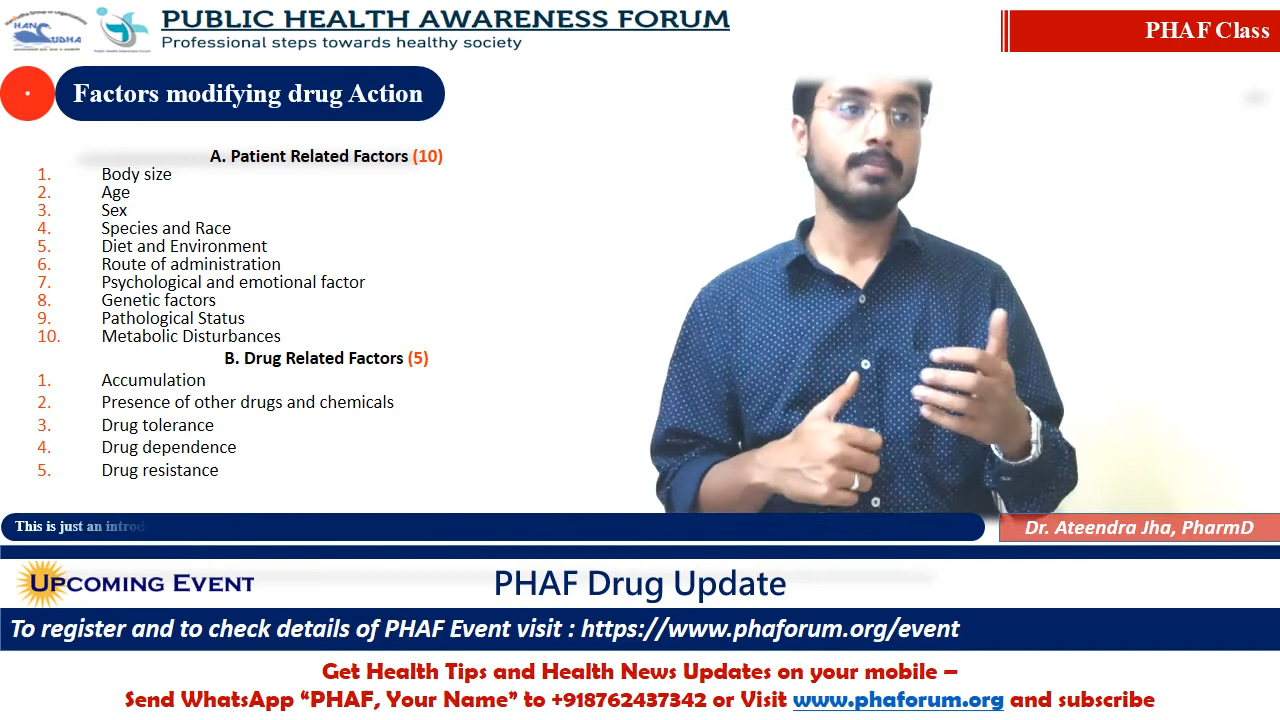 PUBLIC HEALTH AWARENESS FORUM
Professional steps towards healthy society
PHAF Class
Factors modifying drug Action
A. Patient Related Factors (10)
1. Body size
2. Age
3. Sex
4. Species and Race
5. Diet and Environment
6. Route of administration
7. Psychological and emotional factor
8. Genetic factors
9. Pathological Status
10. Metabolic Disturbances
B. Drug Related Factors (5)
1. Accumulation
2. Presence of other drugs and chemicals
3. Drug tolerance
4. Drug dependence
5. Drug resistance
This is just an introd
Dr. Ateendra Jha, PharmD
UPCOMING EVENT
PHAF Drug Update
To register and to check details of PHAF Event visit : https://www.phaforum.org/event
Get Health Tips and Health News Updates on your mobile –
Send WhatsApp “PHAF, Your Name” to +918762437342 or Visit www.phaforum.org and subscribe